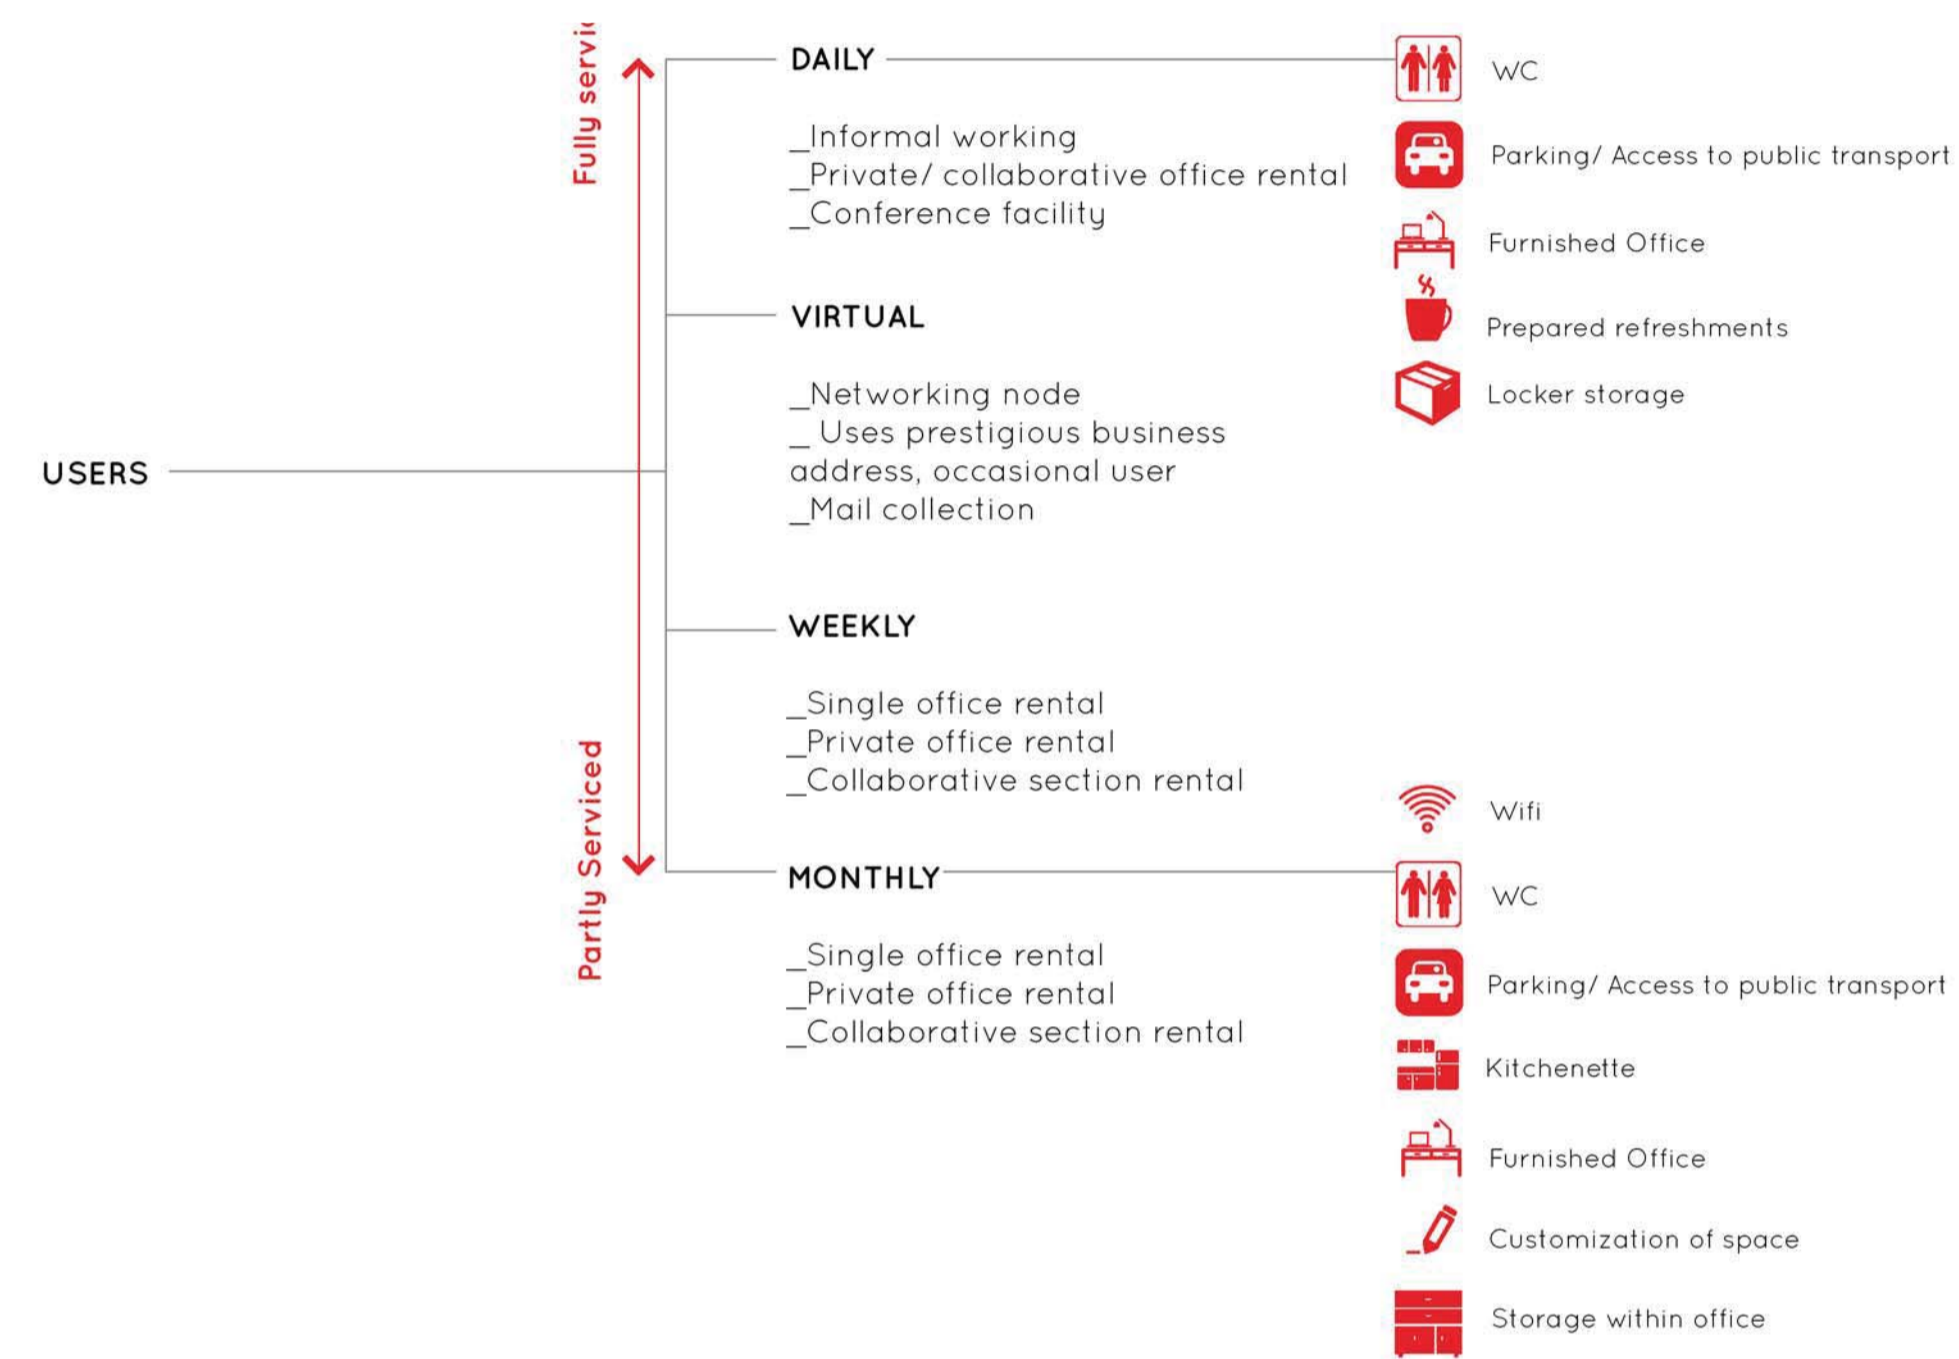 USERS
Fully
Partly Serviced
DAILY
_Informal working
_Private/ collaborative office rental
_Conference facility
VIRTUAL
_Networking node
_ Uses prestigious business
address, occasional user
_Mail collection
WEEKLY
_Single office rental
_Private office rental
_Collaborative section rental
MONTHLY
_Single office rental
_Private office rental
_Collaborative section rental
WC
Parking/ Access to public transport
Furnished Office
Prepared refreshments
Locker storage
Wifi
WC
Parking/ Access to public transport
Kitchenette
Furnished Office
Customization of space
Storage within office